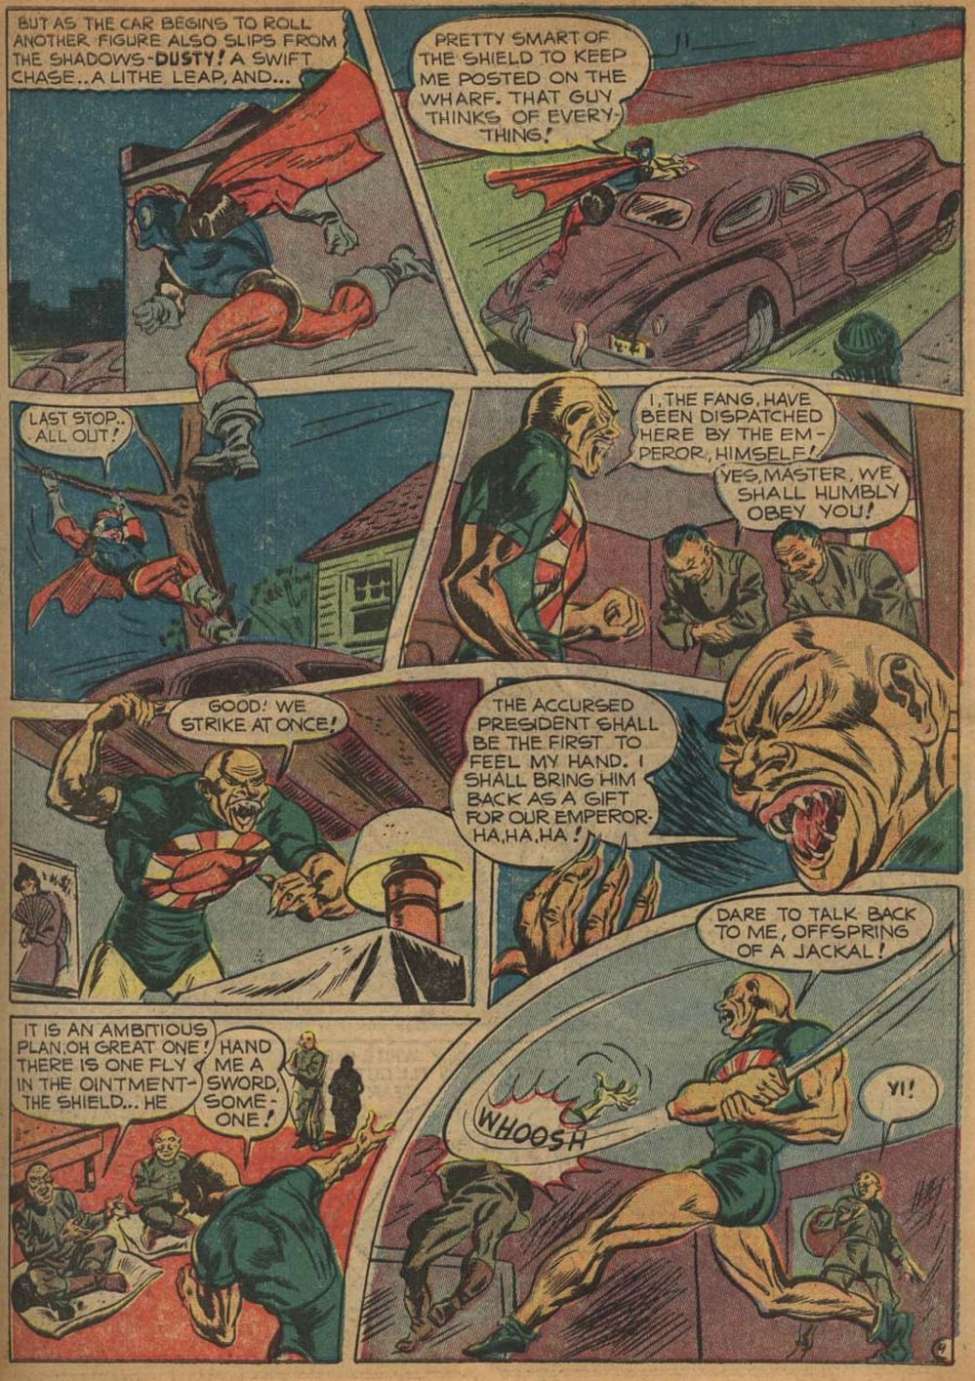 BUT AS THE CAR BEGINS TO ROLL
ANOTHER FIGURE ALSO SLIPS FROM
THE SHADOWS-DUSTY! A SWIFT
CHASE..A LITHE LEAP, AND...
PRETTY SMART OF
THE SHIELD TO KEEP
ME POSTED ON THE
WHARF. THAT GUY
THINKS OF EVERY-
THING!
LAST STOP..
ALL OUT!
I, THE FANG, HAVE
BEEN DISPATCHED
HERE BY THE EM-
PEROR, HIMSELF!
YES, MASTER, WE
SHALL HUMBLY
OBEY YOU!
GOOD! WE
STRIKE AT ONCE!
THE ACCURSED
PRESIDENT SHALL
BE THE FIRST TO
FEEL MY HAND. I
SHALL BRING HIM
BACK AS A GIFT
FOR OUR EMPEROR-
HA, HA, HA!
IT IS AN AMBITIOUS
PLAN, OH GREAT ONE!
THERE IS ONE FLY
IN THE OINTMENT-
THE SHIELD... HE
HAND
ME A
SWORD,
SOME-
ONE!
DARE TO TALK BACK
TO ME, OFFSPRING
OF A JACKAL!
WHOOSH
YI!
4